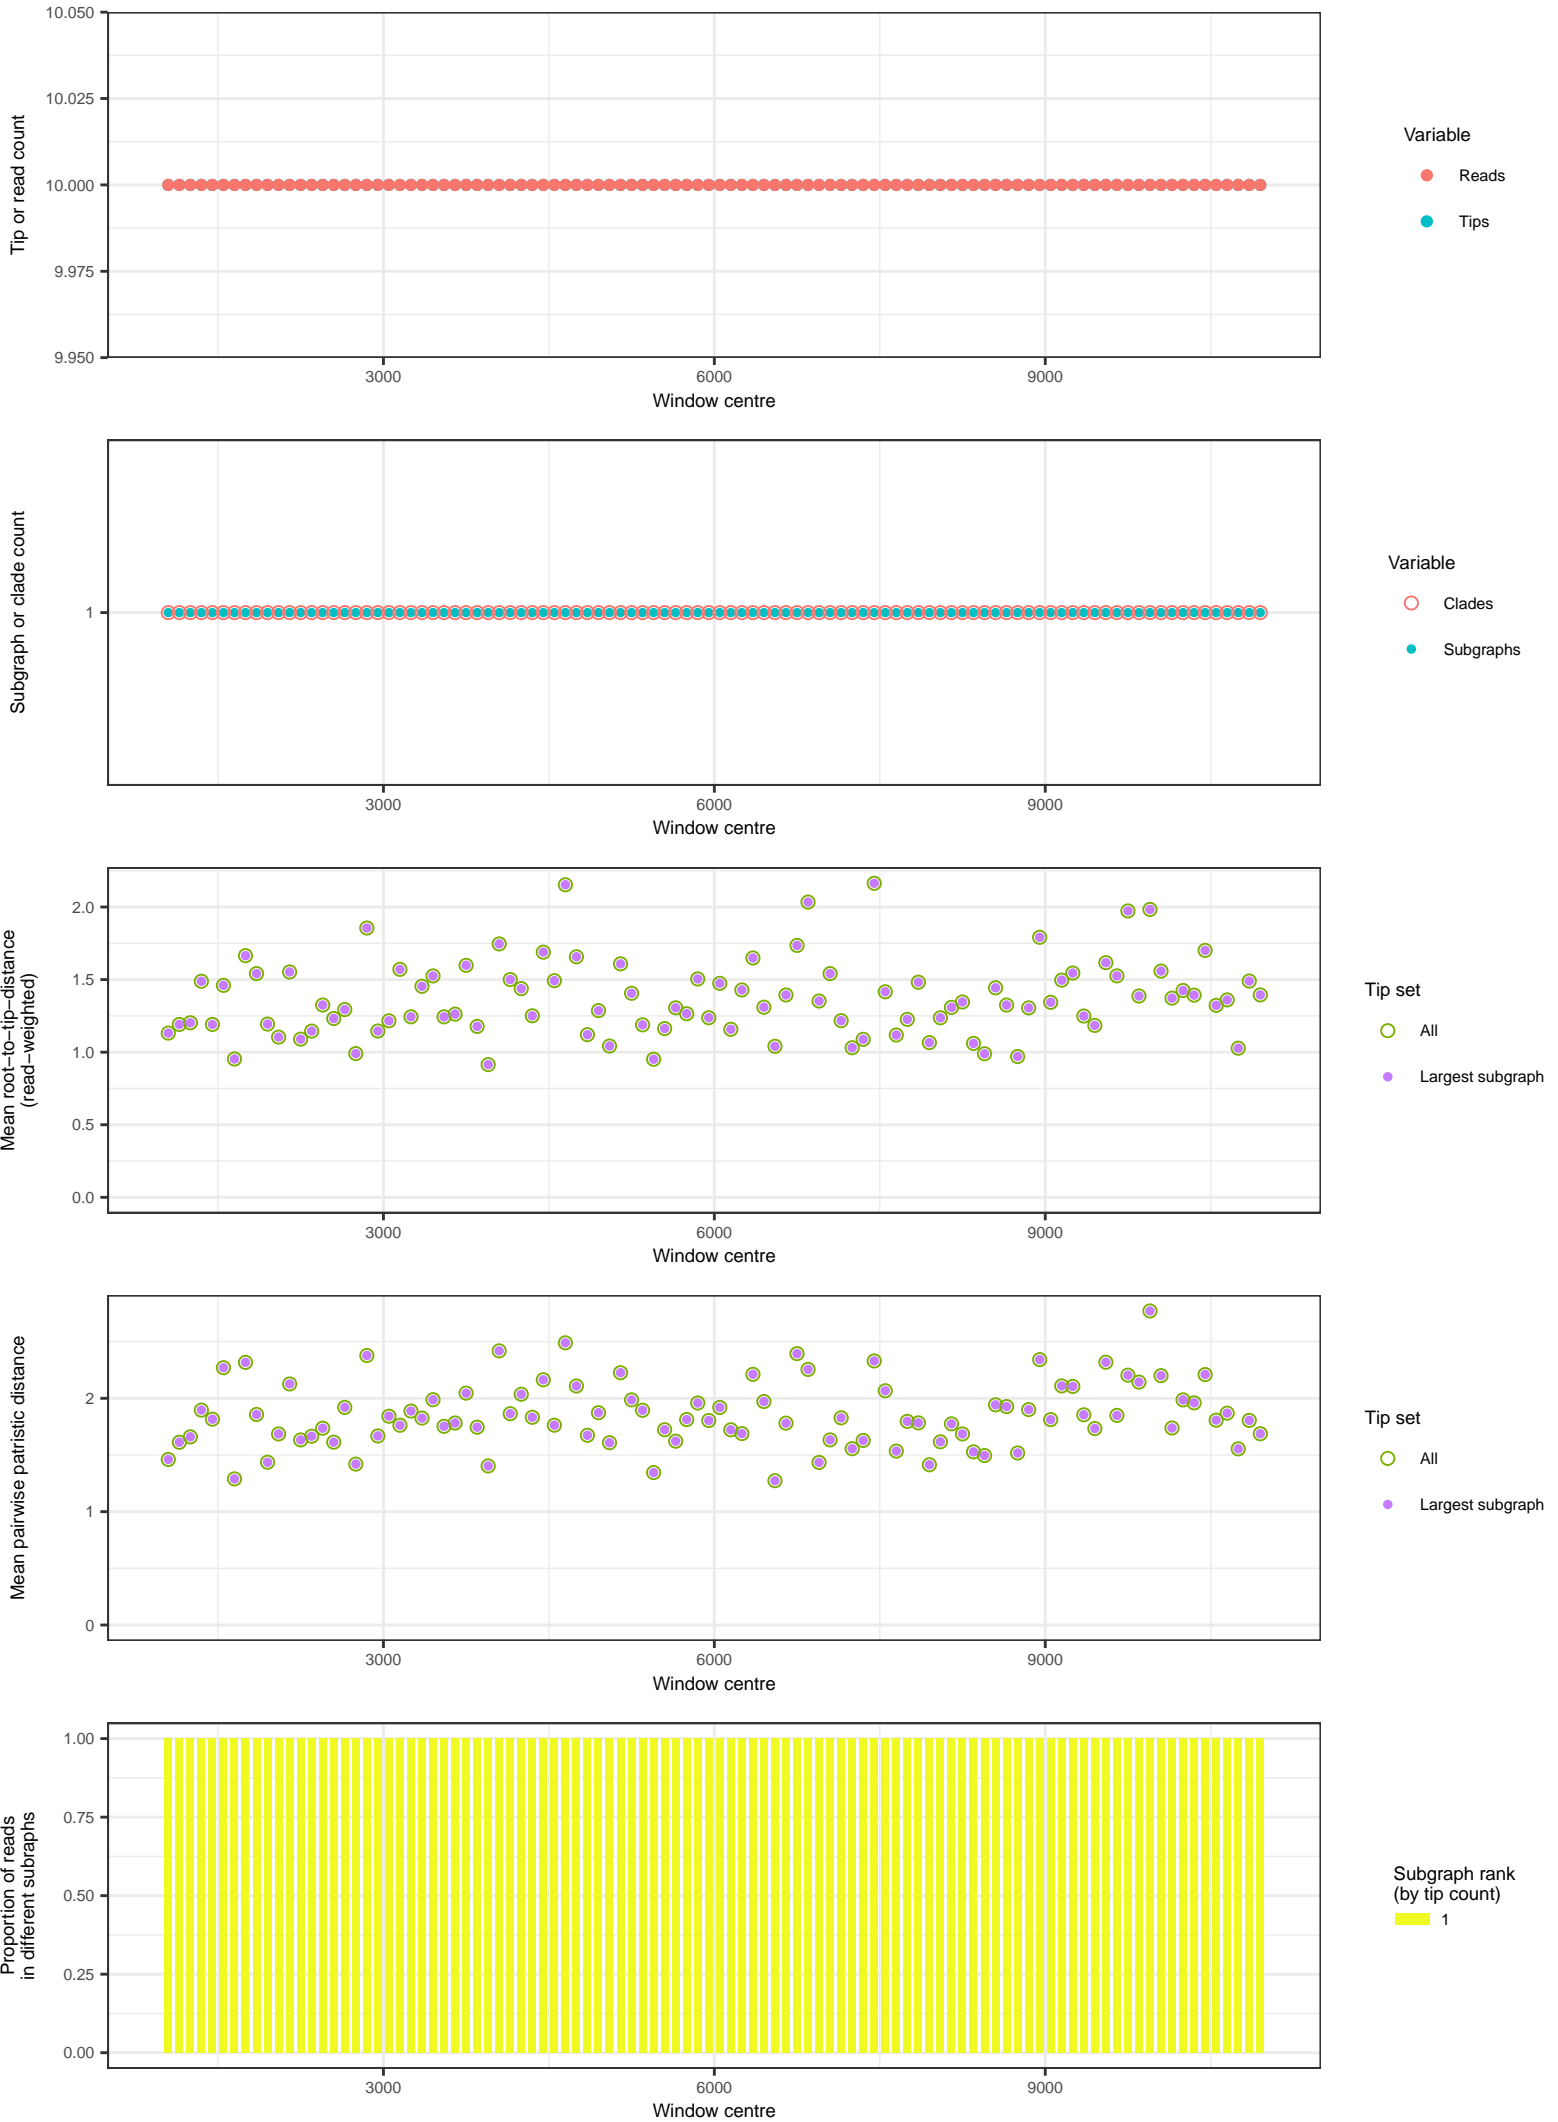 10.050
10.025
10.000
9.975
9.950
Tip or read count
3000
6000
9000
Window centre
Variable
Reads
Tips
1
Subgraph or clade count
3000
6000
9000
Window centre
Variable
Clades
Subgraphs
2.0
1.5
1.0
0.5
0.0
Mean root−to−tip−distance
(read−weighted)
3000
6000
9000
Window centre
Tip set
All
Largest subgraph
2
1
0
Mean pairwise patristic distance
3000
6000
9000
Window centre
Tip set
All
Largest subgraph
1.00
0.75
0.50
0.25
0.00
Proportion of reads
in different subraphs
3000
6000
9000
Window centre
Subgraph rank
(by tip count)
1